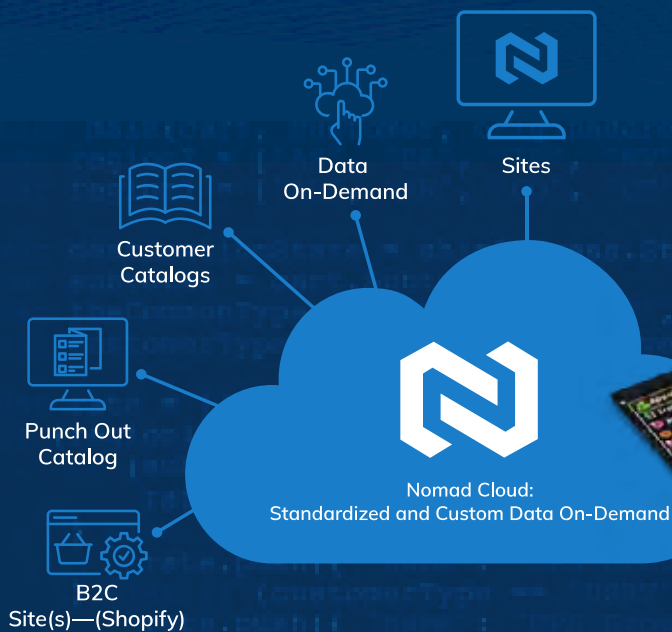 Sites
Data
On-Demand
Customer
Catalogs
Punch Out
Catalog
Nomad Cloud:
Standardized and Custom Data On-Demand
B2C
Site(s)—(Shopify)